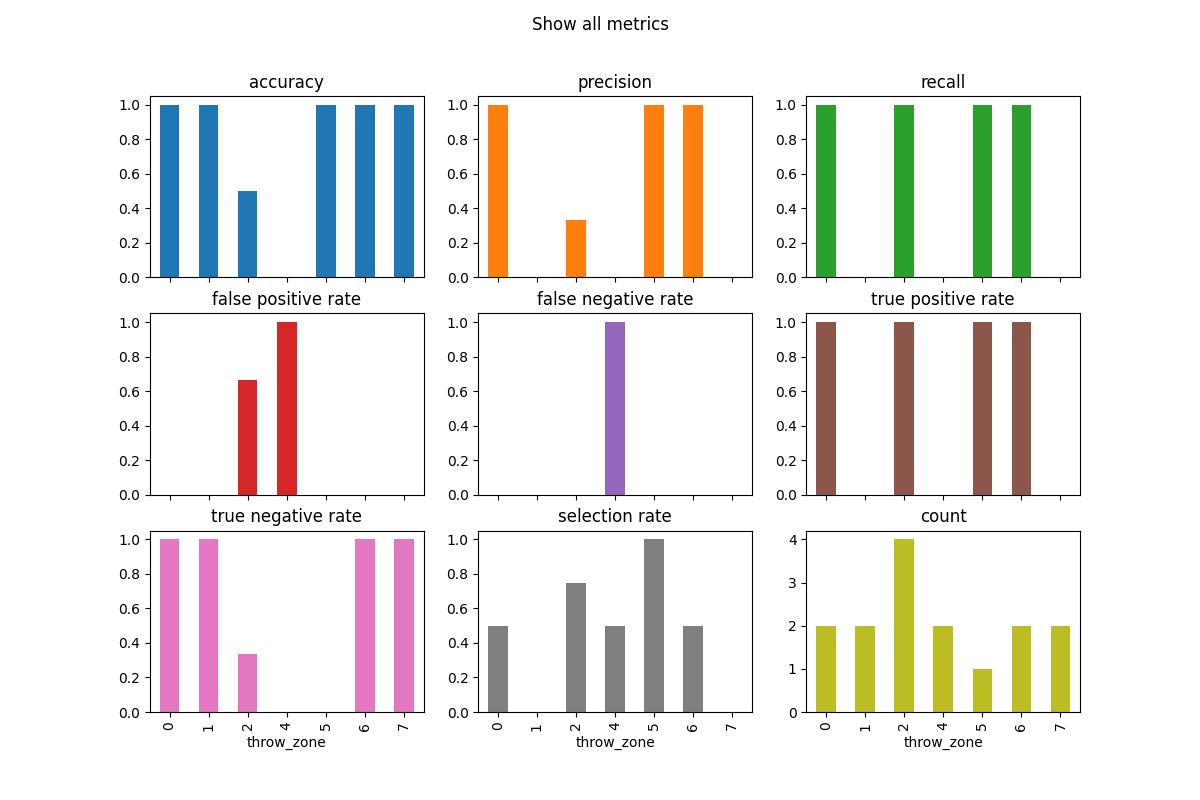 Show all metrics
accuracy precision recall
1.0 1.0 1.0
0.8 0.8 0.8
0.6 0.6 0.6
0.4 0.4 0.4
0.2 0.2 0.2
0.0 0.0 0.0
false positive rate false negative rate true positive rate
1.0 1.0 1.0
0.8 0.8 0.8
0.6 0.6 0.6
0.4 0.4 0.4
0.2 0.2 0.2
0.0 0.0 0.0
true negative rate selection rate count
1.0 1.0 4
0.8 0.8 3
0.6 0.6 2
0.4 0.4 1
0.2 0.2 0
0.0 0.0
0 1 2 4 5 6 7 0 1 2 4 5 6 7 0 1 2 4 5 6 7
throw_zone throw_zone throw_zone